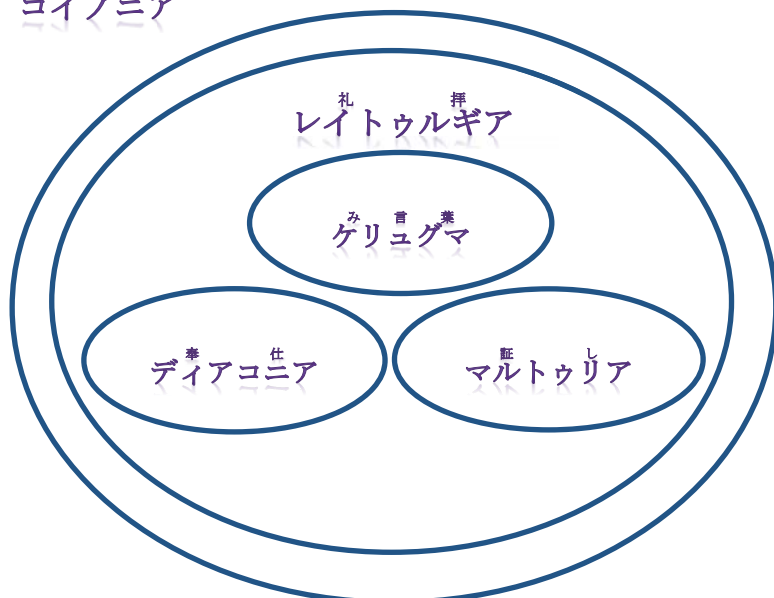 コイノニア
礼拝
レイトゥルギア
み言葉
ケリュグマ
奉仕 証し
ディアコニア マルトゥリア